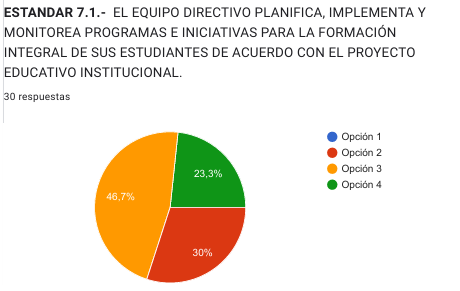 ESTANDAR 7.1.- EL EQUIPO DIRECTIVO PLANIFICA, IMPLEMENTA Y
MONITOREA PROGRAMAS E INICIATIVAS PARA LA FORMACIÓN
INTEGRAL DE SUS ESTUDIANTES DE ACUERDO CON EL PROYECTO
EDUCATIVO INSTITUCIONAL.
30 respuestas
Opción 1
Opción 2
Opción 3
Opción 4
23,3%
46,7%
30%